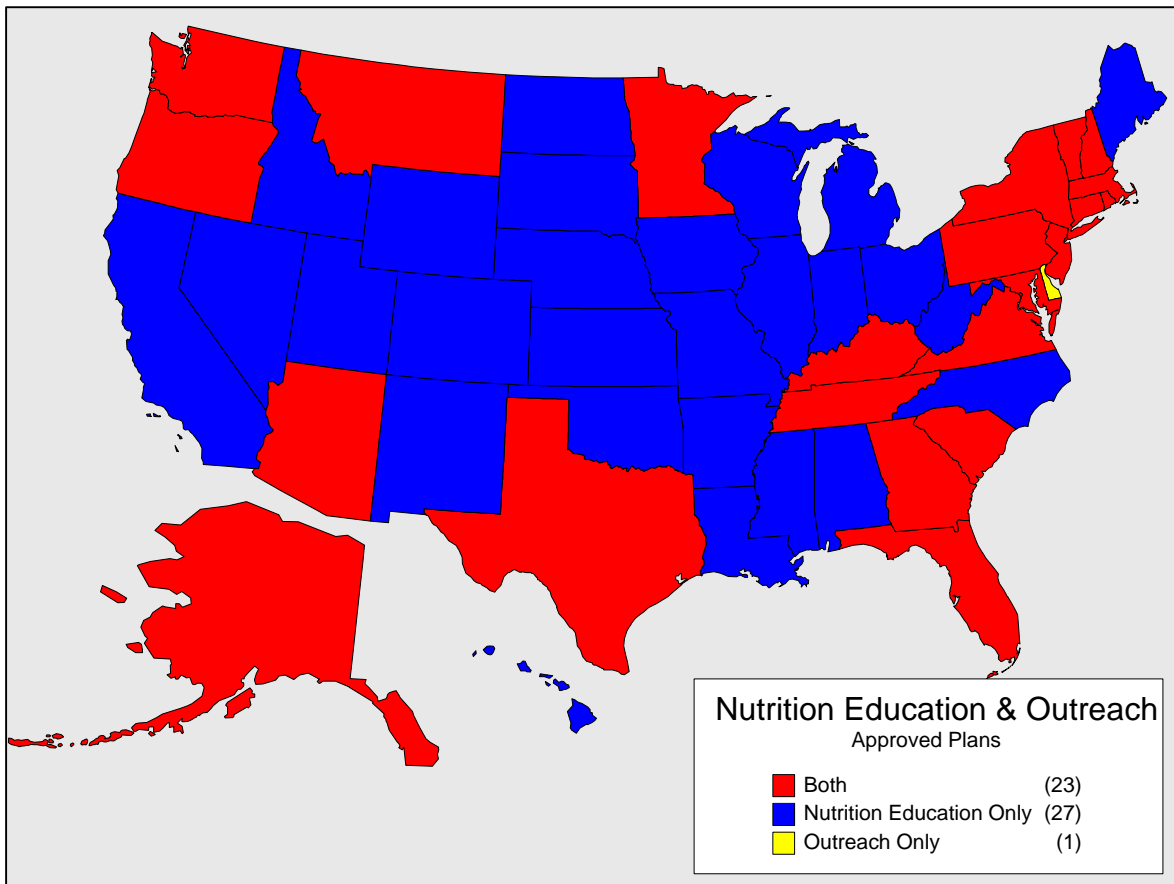 Nutrition Education & Outreach
Approved Plans
Both (23)
Nutrition Education Only (27)
Outreach Only (1)